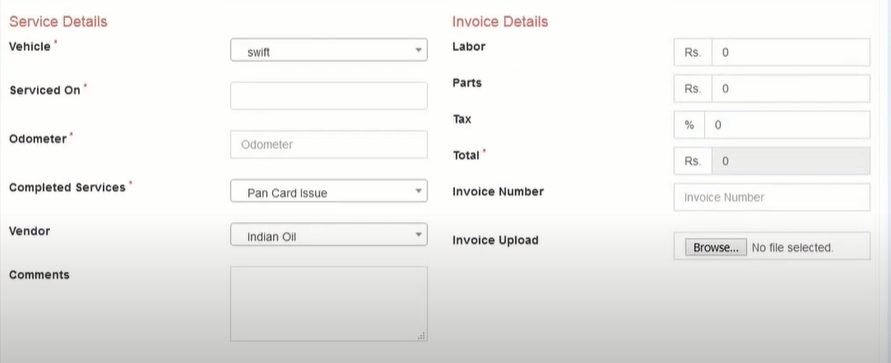 Service Details
Vehicle *
swift
Serviced On *
Odometer *
Odometer
Completed Services *
Pan Card Issue
Vendor
Indian Oil
Comments
Invoice Details
Labor
Rs. 0
Parts
Rs. 0
Tax
% 0
Total *
Rs. 0
Invoice Number
Invoice Number
Invoice Upload
Browse... No file selected.